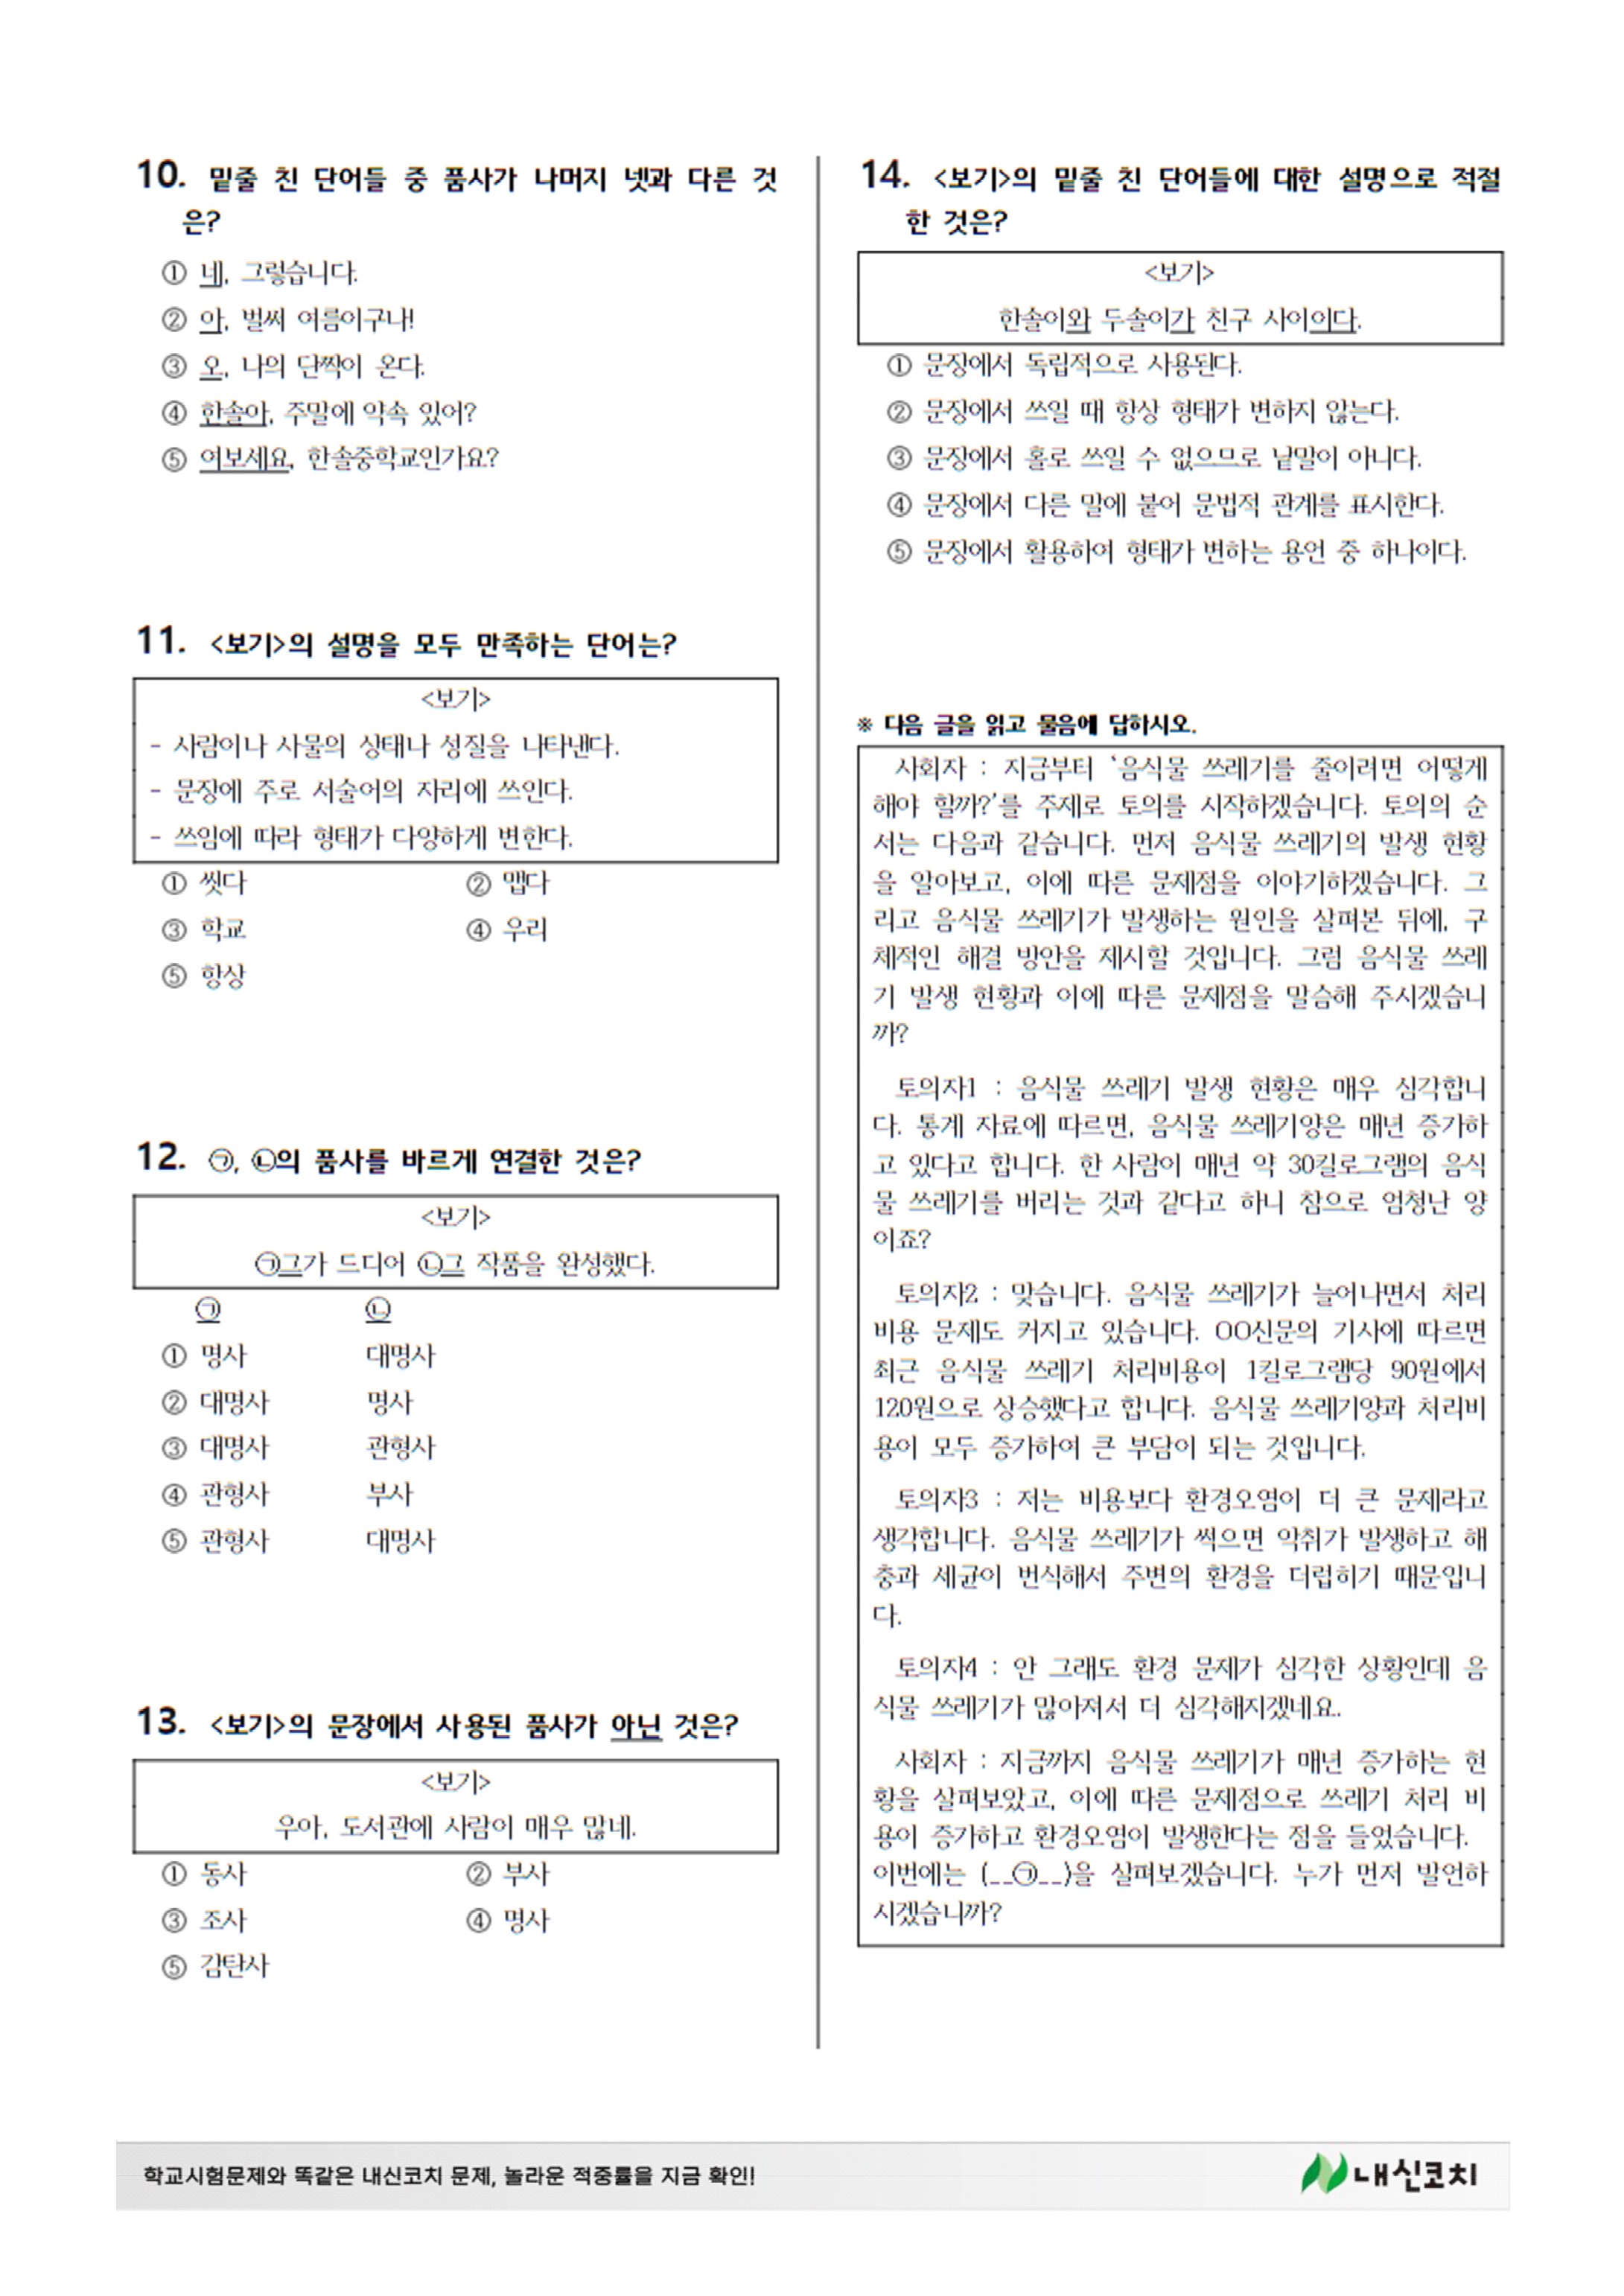 10. 밑줄 친 단어들 중 품사가 나머지 넷과 다른 것
은?
① 네, 그렇습니다.
② 아, 벌써 여름이구나!
③ 오, 나의 단짝이 온다.
④ 한솔아, 주말에 약속 있어?
⑤ 여보세요, 한솔중학교인가요?
11. <보기>의 설명을 모두 만족하는 단어는?
<보기>
- 사람이나 사물의 상태나 성질을 나타낸다.
- 문장에 주로 서술어의 자리에 쓰인다.
- 쓰임에 따라 형태가 다양하게 변한다.
① 씻다 ② 맵다
③ 학교 ④ 우리
⑤ 항상
12. ㉠, ㉡의 품사를 바르게 연결한 것은?
<보기>
㉠그가 드디어 ㉡그 작품을 완성했다.
㉠ ㉡
① 명사 대명사
② 대명사 명사
③ 대명사 관형사
④ 관형사 부사
⑤ 관형사 대명사
13. <보기>의 문장에서 사용된 품사가 아닌 것은?
<보기>
우아, 도서관에 사람이 매우 많네.
① 동사 ② 부사
③ 조사 ④ 명사
⑤ 감탄사
14. <보기>의 밑줄 친 단어들에 대한 설명으로 적절
한 것은?
<보기>
한솔이와 두솔이가 친구 사이이다.
① 문장에서 독립적으로 사용된다.
② 문장에서 쓰일 때 항상 형태가 변하지 않는다.
③ 문장에서 홀로 쓰일 수 없으므로 낱말이 아니다.
④ 문장에서 다른 말에 붙어 문법적 관계를 표시한다.
⑤ 문장에서 활용하여 형태가 변하는 용언 중 하나이다.
※ 다음 글을 읽고 물음에 답하시오.
사회자 : 지금부터 ‘음식물 쓰레기를 줄이려면 어떻게
해야 할까?’를 주제로 토의를 시작하겠습니다. 토의의 순
서는 다음과 같습니다. 먼저 음식물 쓰레기의 발생 현황
을 알아보고, 이에 따른 문제점을 이야기하겠습니다. 그
리고 음식물 쓰레기가 발생하는 원인을 살펴본 뒤에, 구
체적인 해결 방안을 제시할 것입니다. 그럼 음식물 쓰레
기 발생 현황과 이에 따른 문제점을 말씀해 주시겠습니
까?
토의자1 : 음식물 쓰레기 발생 현황은 매우 심각합니
다. 통계 자료에 따르면, 음식물 쓰레기양은 매년 증가하
고 있다고 합니다. 한 사람이 매년 약 30킬로그램의 음식
물 쓰레기를 버리는 것과 같다고 하니 참으로 엄청난 양
이죠?
토의자2 : 맞습니다. 음식물 쓰레기가 늘어나면서 처리
비용 문제도 커지고 있습니다. OO신문의 기사에 따르면
최근 음식물 쓰레기 처리비용이 1킬로그램당 90원에서
120원으로 상승했다고 합니다. 음식물 쓰레기양과 처리비
용이 모두 증가하여 큰 부담이 되는 것입니다.
토의자3 : 저는 비용보다 환경오염이 더 큰 문제라고
생각합니다. 음식물 쓰레기가 썩으면 악취가 발생하고 해
충과 세균이 번식해서 주변의 환경을 더럽히기 때문입니
다.
토의자4 : 안 그래도 환경 문제가 심각한 상황인데 음
식물 쓰레기가 많아져서 더 심각해지겠네요.
사회자 : 지금까지 음식물 쓰레기가 매년 증가하는 현
황을 살펴보았고, 이에 따른 문제점으로 쓰레기 처리 비
용이 증가하고 환경오염이 발생한다는 점을 들었습니다.
이번에는 (__㉠__)을 살펴보겠습니다. 누가 먼저 발언하
시겠습니까?
학교시험문제와 똑같은 내신코치 문제, 놀라운 적중률을 지금 확인!
내신코치